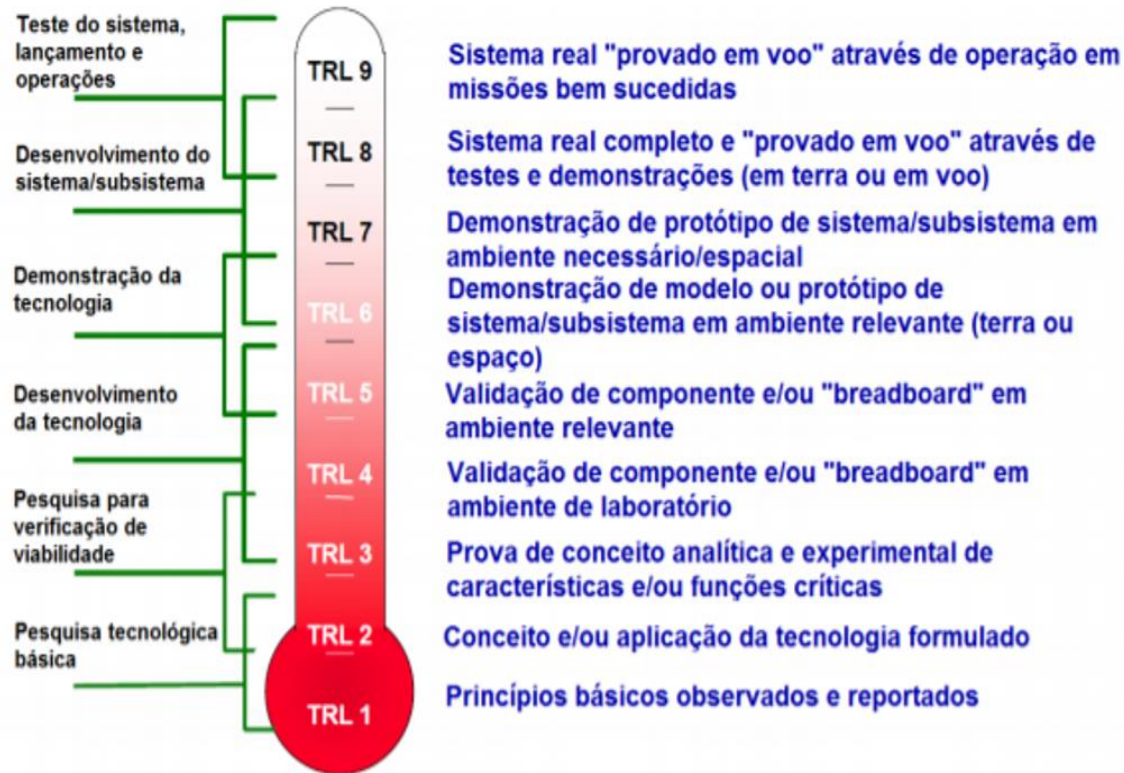 Teste do sistema,
lançamento e
operações
Desenvolvimento do
sistema/subsistema
Demonstração da
tecnologia
Desenvolvimento
da tecnologia
Pesquisa para
verificação de
viabilidade
Pesquisa tecnológica
básica
TRL 9
TRL 8
TRL 7
TRL 6
TRL 5
TRL 4
TRL 3
TRL 2
TRL 1
Sistema real "provado em voo" através de operação em
missões bem sucedidas
Sistema real completo e "provado em voo" através de
testes e demonstrações (em terra ou em voo)
Demonstração de protótipo de sistema/subsistema em
ambiente necessário/espacial
Demonstração de modelo ou protótipo de
sistema/subsistema em ambiente relevante (terra ou
espaço)
Validação de componente e/ou "breadboard" em
ambiente relevante
Validação de componente e/ou "breadboard" em
ambiente de laboratório
Prova de conceito analítica e experimental de
características e/ou funções críticas
Conceito e/ou aplicação da tecnologia formulado
Princípios básicos observados e reportados